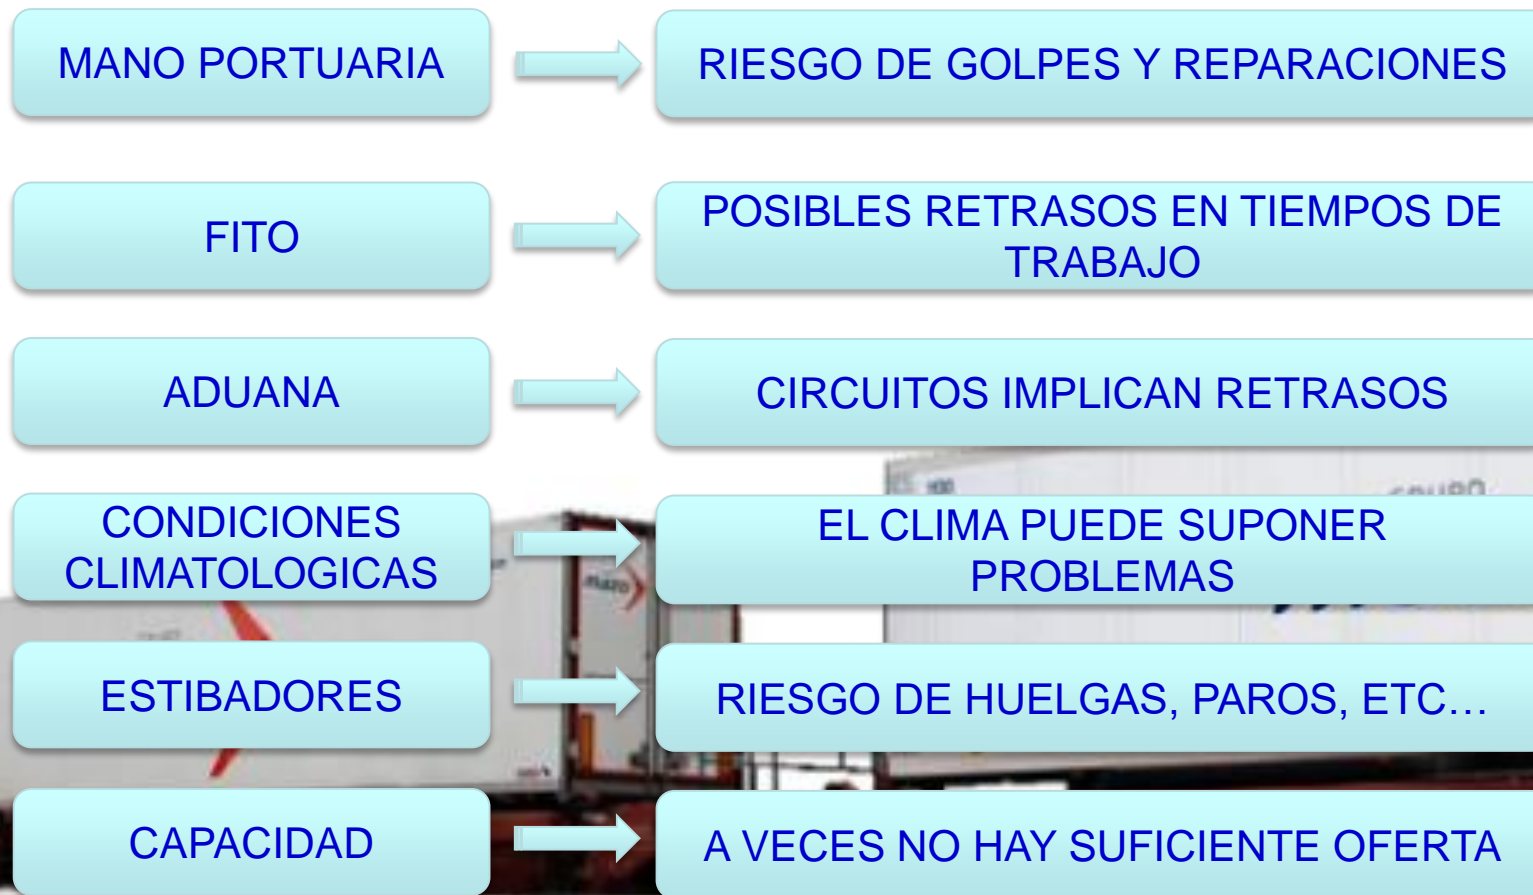 MANO PORTUARIA
RIESGO DE GOLPES Y REPARACIONES
FITO
POSIBLES RETRASOS EN TIEMPOS DE
TRABAJO
ADUANA
CIRCUITOS IMPLICAN RETRASOS
CONDICIONES
CLIMATOLOGICAS
EL CLIMA PUEDE SUPONER
PROBLEMAS
ESTIBADORES
RIESGO DE HUELGAS, PAROS, ETC…
CAPACIDAD
A VECES NO HAY SUFICIENTE OFERTA